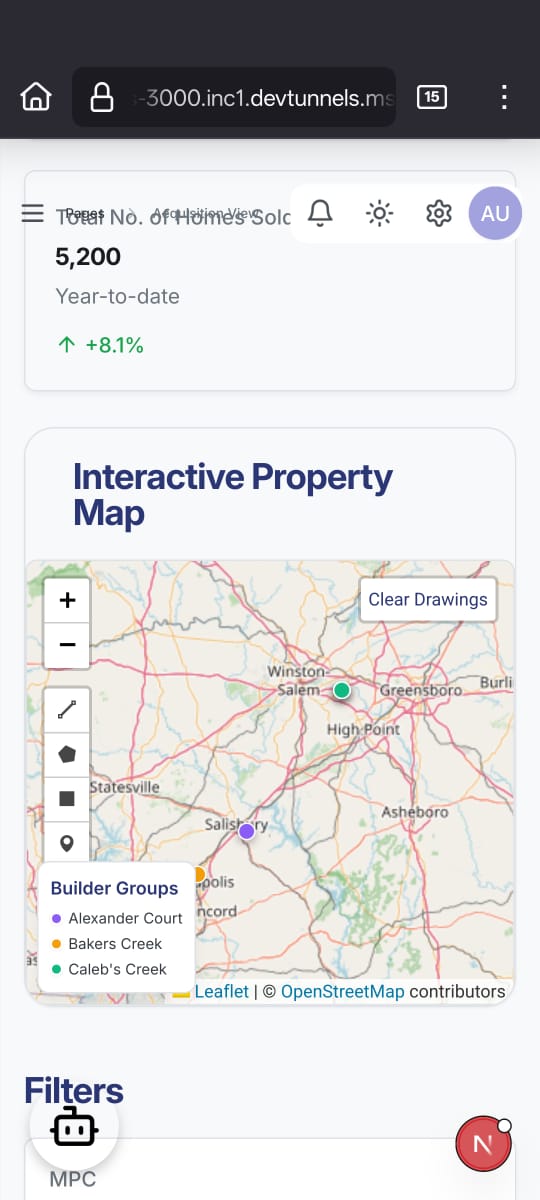 -3000.inc1.devtunnels.ms
15
Pages
Acquisition View
AU
Total No. of Homes Sold
5,200
Year-to-date
+8.1%
Interactive Property
Map
+
−
Clear Drawings
Winston-
Salem
Greensboro
Burli
High Point
Statesville
Salisbury
Asheboro
apolis
ncord
Builder Groups
Alexander Court
Bakers Creek
Caleb's Creek
Leaflet | © OpenStreetMap contributors
Filters
N
MPC